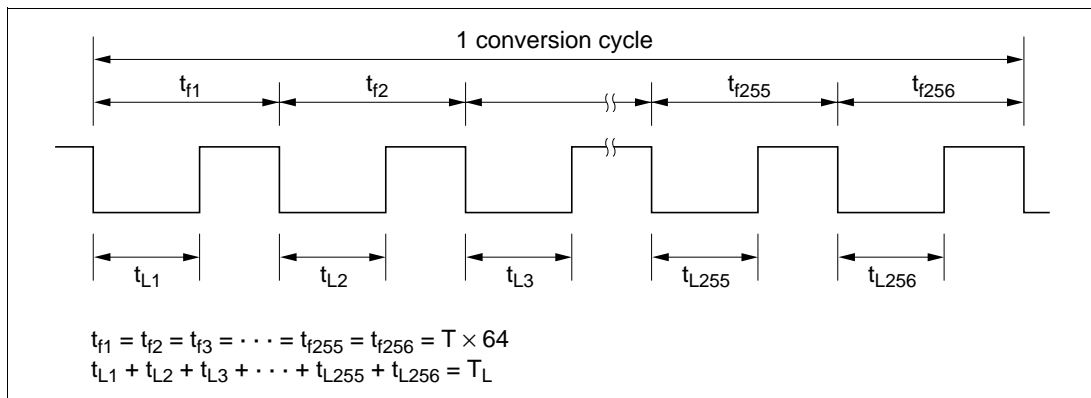 1 conversion cycle
tf1 tf2 tf255 tf256
tL1 tL2 tL3 tL255 tL256
tf1 = tf2 = tf3 = · · · = tf255 = tf256 = T × 64
tL1 + tL2 + tL3 + · · · + tL255 + tL256 = TL